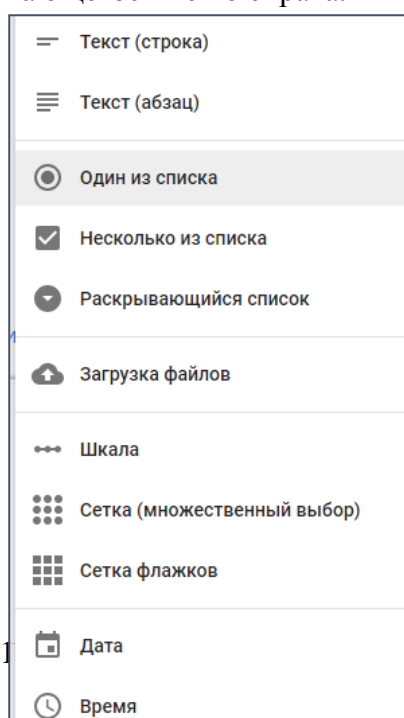 Текст (строка)
Текст (абзац)
Один из списка
Несколько из списка
Раскрывающийся список
Загрузка файлов
Шкала
Сетка (множественный выбор)
Сетка флажков
1
Дата
Время